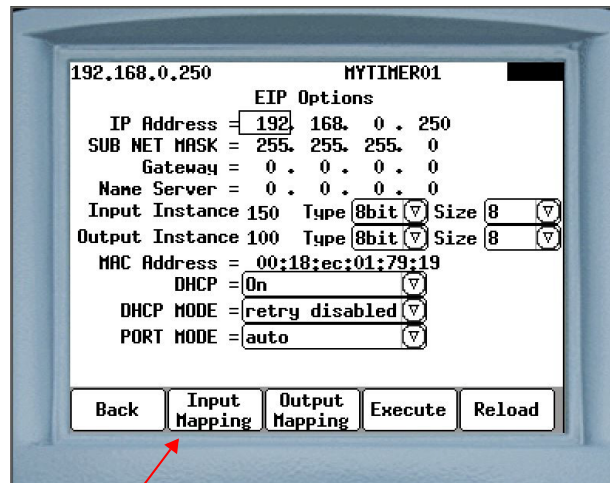 192.168.0.250 MYTIMER01
EIP Options
IP Address = 192. 168. 0 . 250
SUB NET MASK = 255. 255. 255. 0
Gateway = 0 . 0 . 0 . 0
Name Server = 0 . 0 . 0 . 0
Input Instance 150 Type 8bit Size 8
Output Instance 100 Type 8bit Size 8
MAC Address = 00:18:ec:01:79:19
DHCP = On
DHCP MODE = retry disabled
PORT MODE = auto
Back Input Mapping Output Mapping Execute Reload